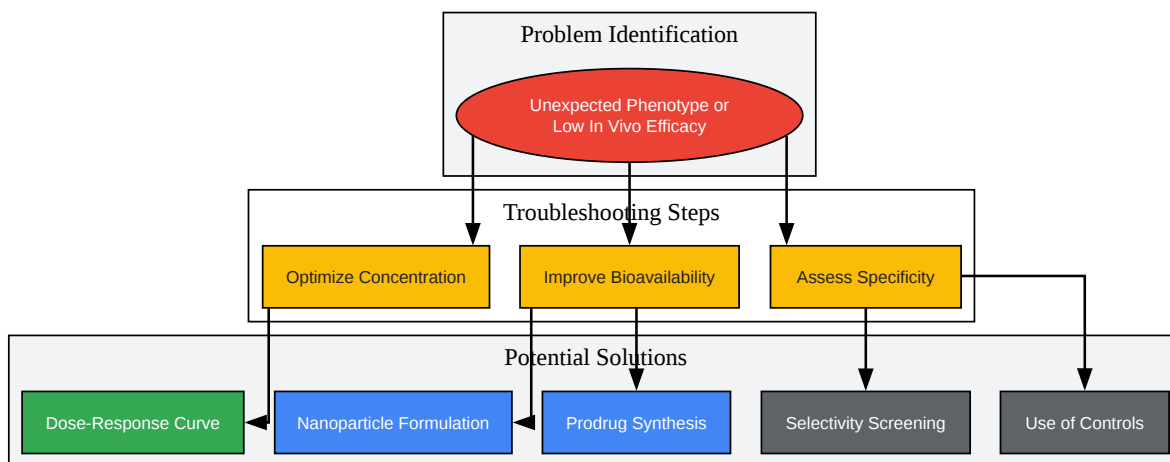 Problem Identification
Unexpected Phenotype or
Low In Vivo Efficacy
Troubleshooting Steps
Optimize Concentration
Improve Bioavailability
Assess Specificity
Potential Solutions
Dose-Response Curve
Nanoparticle Formulation
Prodrug Synthesis
Selectivity Screening
Use of Controls